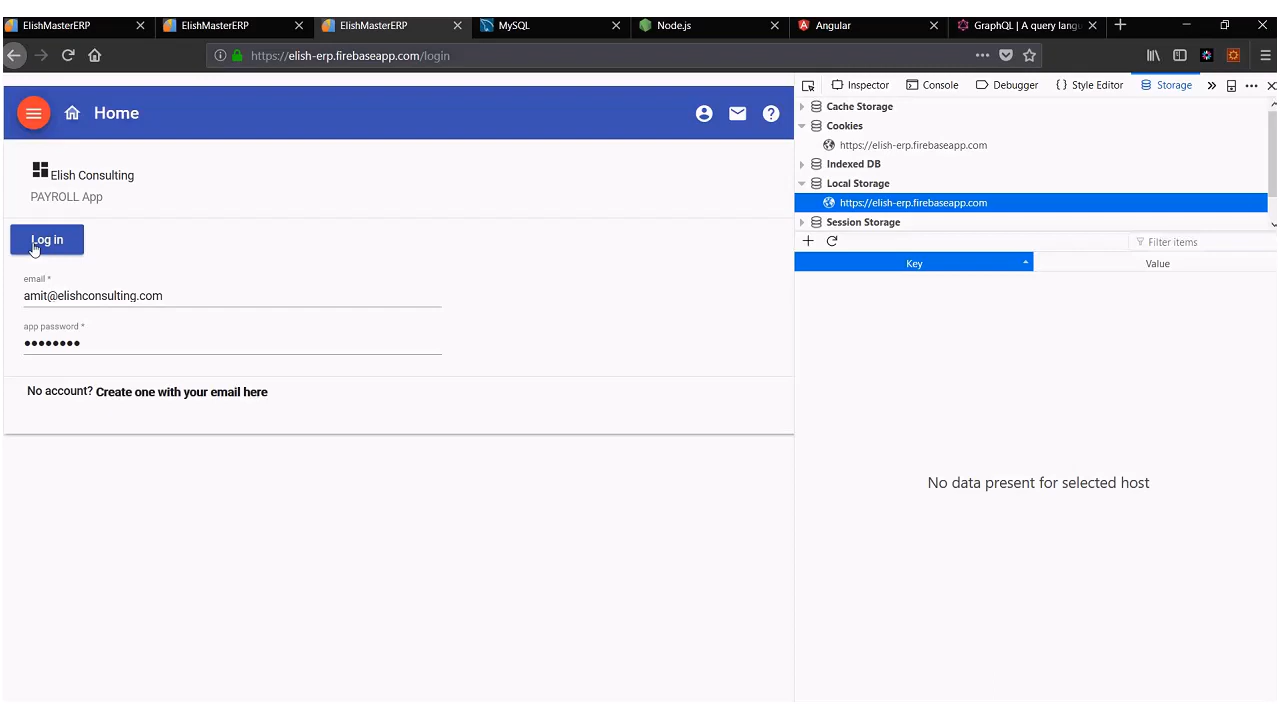 ElishMasterERP
ElishMasterERP
ElishMasterERP
MySQL
Node.js
Angular
GraphQL | A query langu
https://elish-erp.firebaseapp.com/login
Home
Elish Consulting
PAYROLL App
Log in
email *
amit@elishconsulting.com
app password *
••••••••
No account? Create one with your email here
Inspector
Console
Debugger
{ } Style Editor
Storage
Cache Storage
Cookies
https://elish-erp.firebaseapp.com
Indexed DB
Local Storage
https://elish-erp.firebaseapp.com
Session Storage
Filter items
Key
Value
No data present for selected host